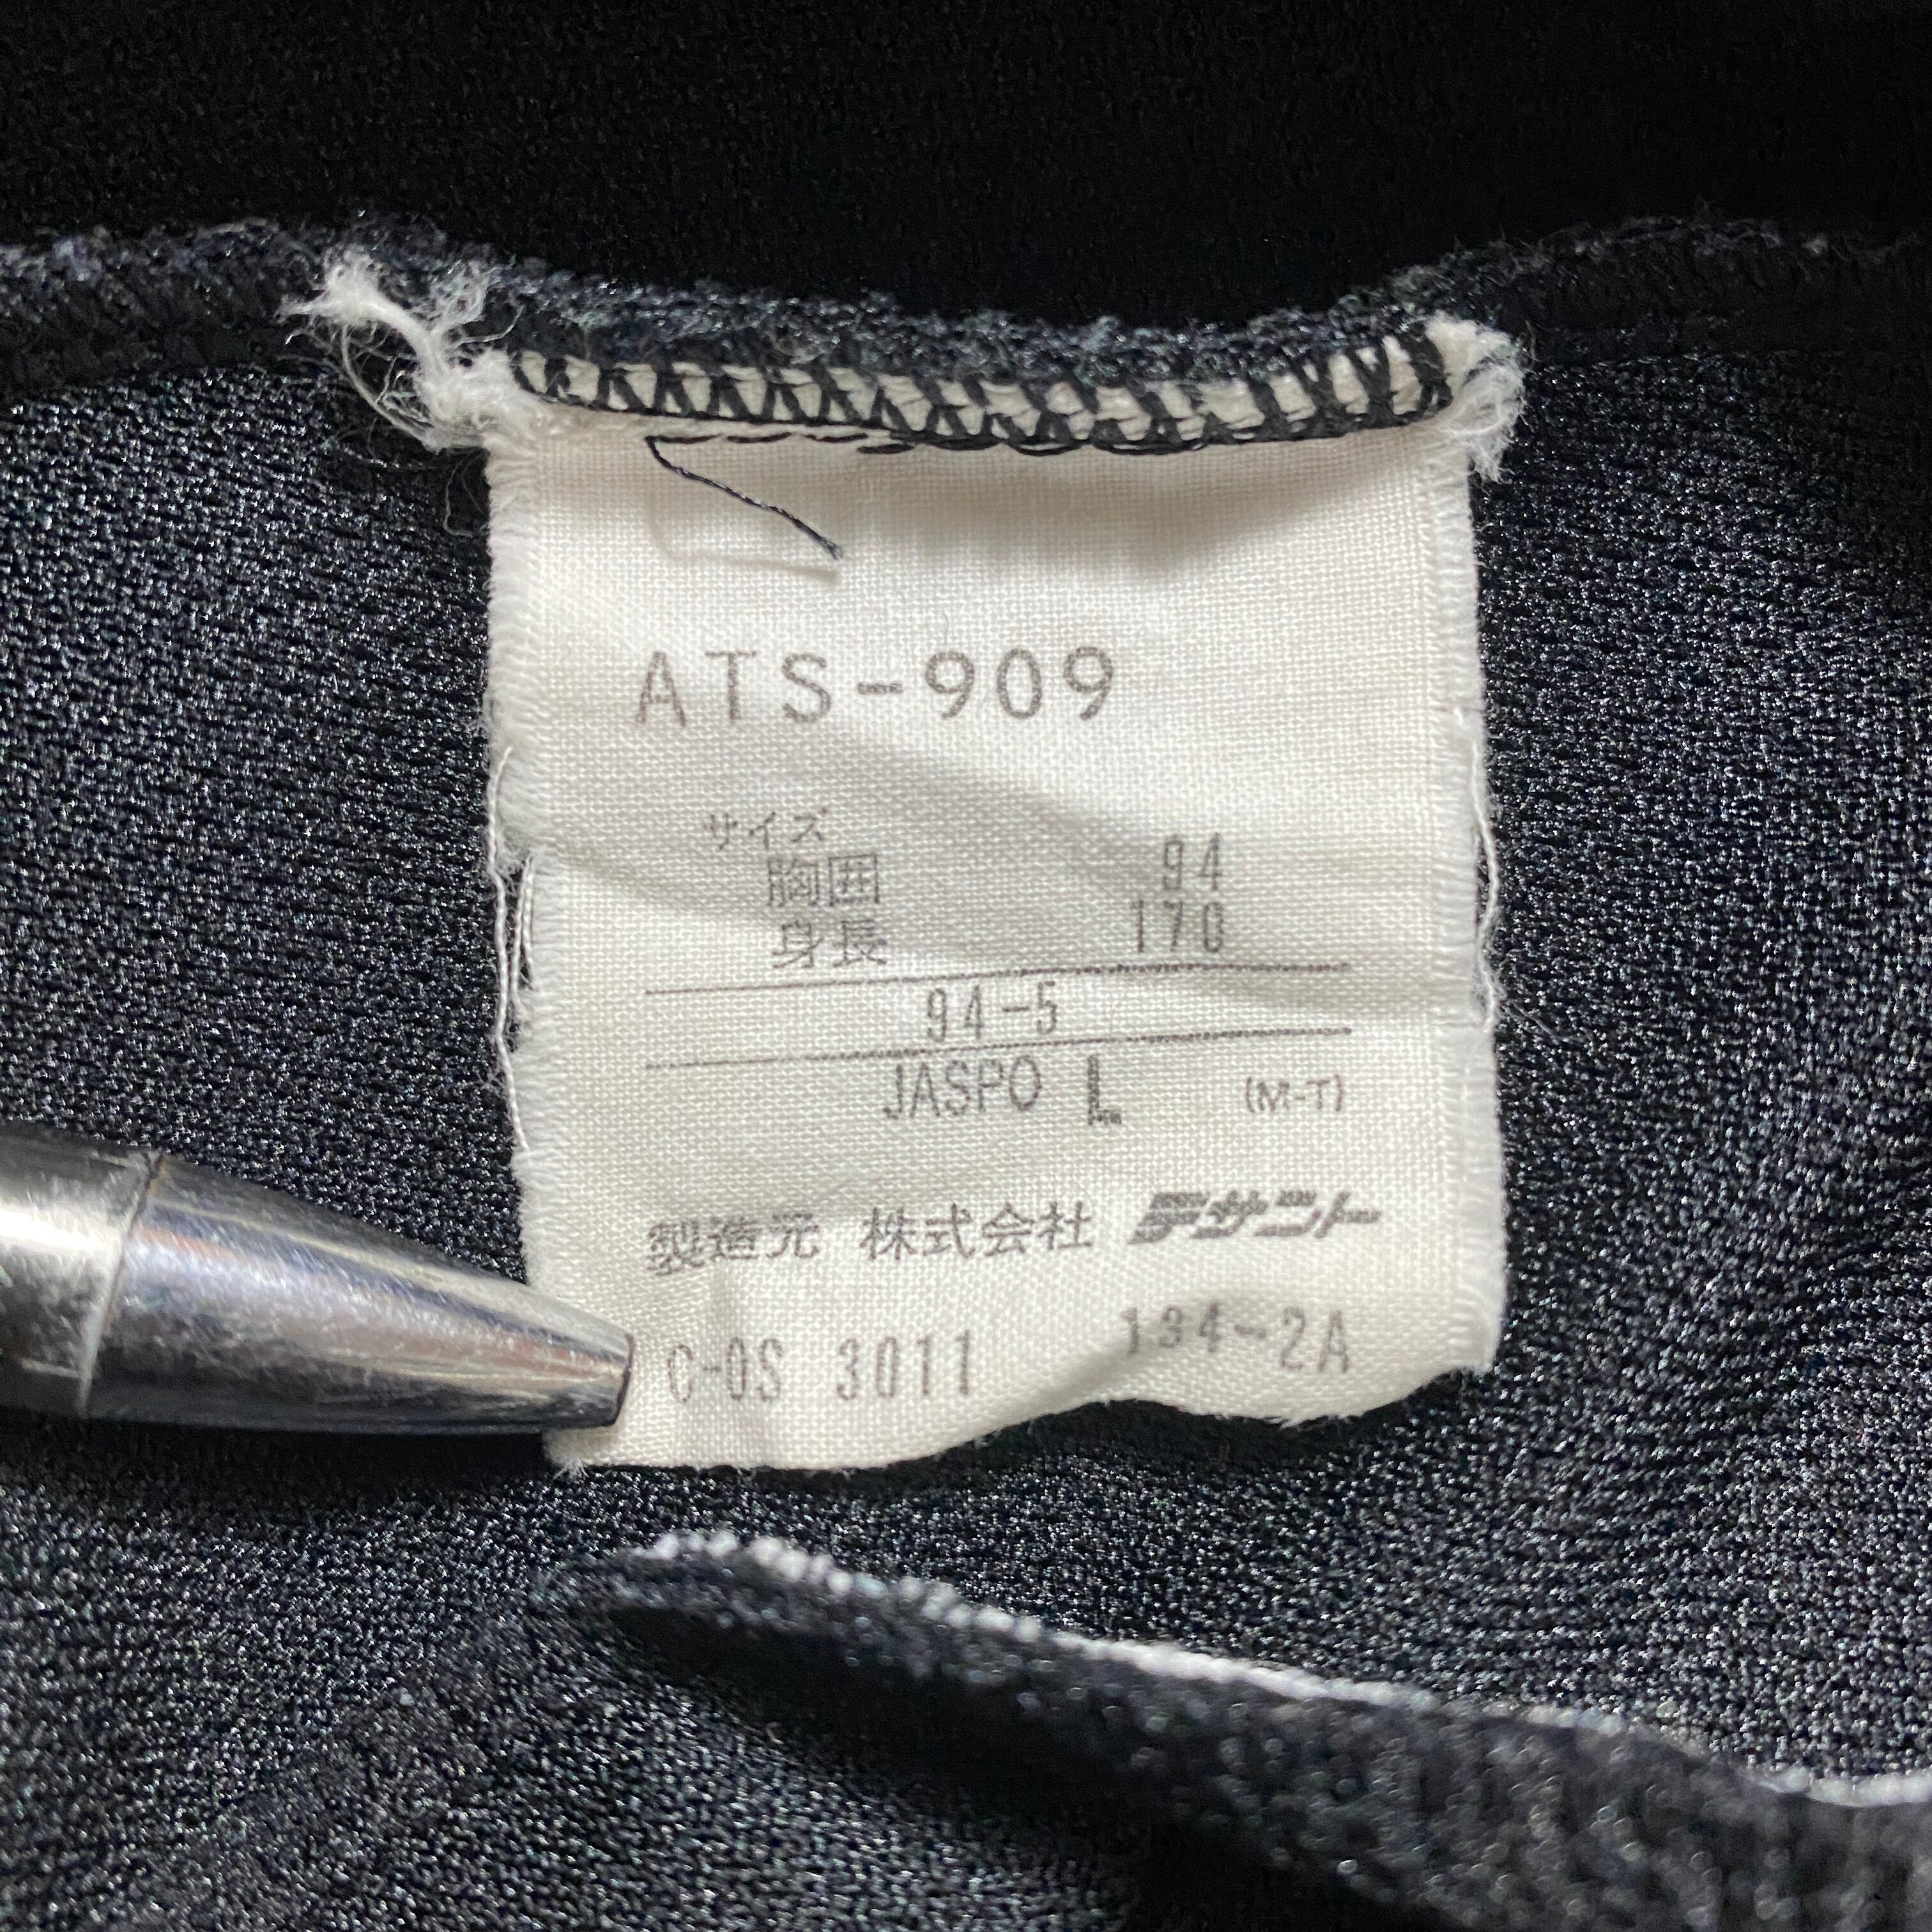 ATS-909
サイズ
胸囲 94
身長 170
94-5
JASPO L (M-T)
製造元 株式会社 デサント
C-0S 3011 134-2A